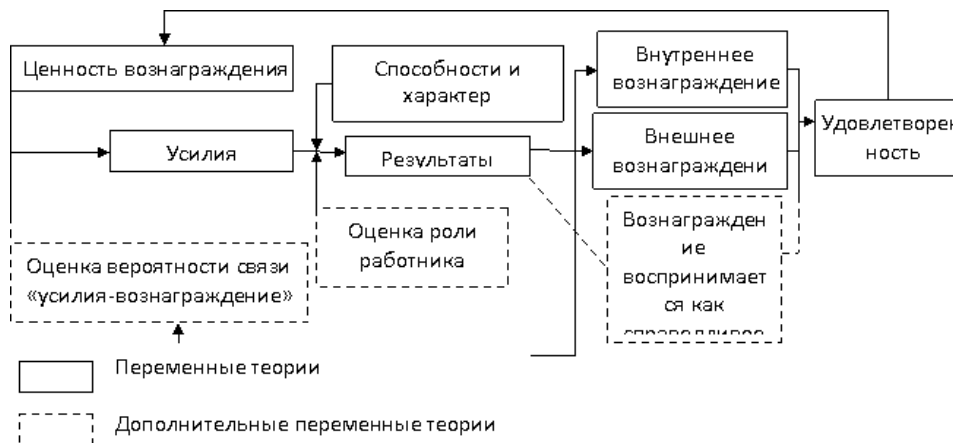 Ценность вознаграждения
Способности и
характер
Внутреннее
вознаграждение
Усилия
Результаты
Внешнее
вознаграждени
Удовлетворен
ность
Оценка вероятности связи
«усилия-вознаграждение»
Оценка роли
работника
Вознагражден
ие
воспринимает
ся как
справедливое
Переменные теории
Дополнительные переменные теории